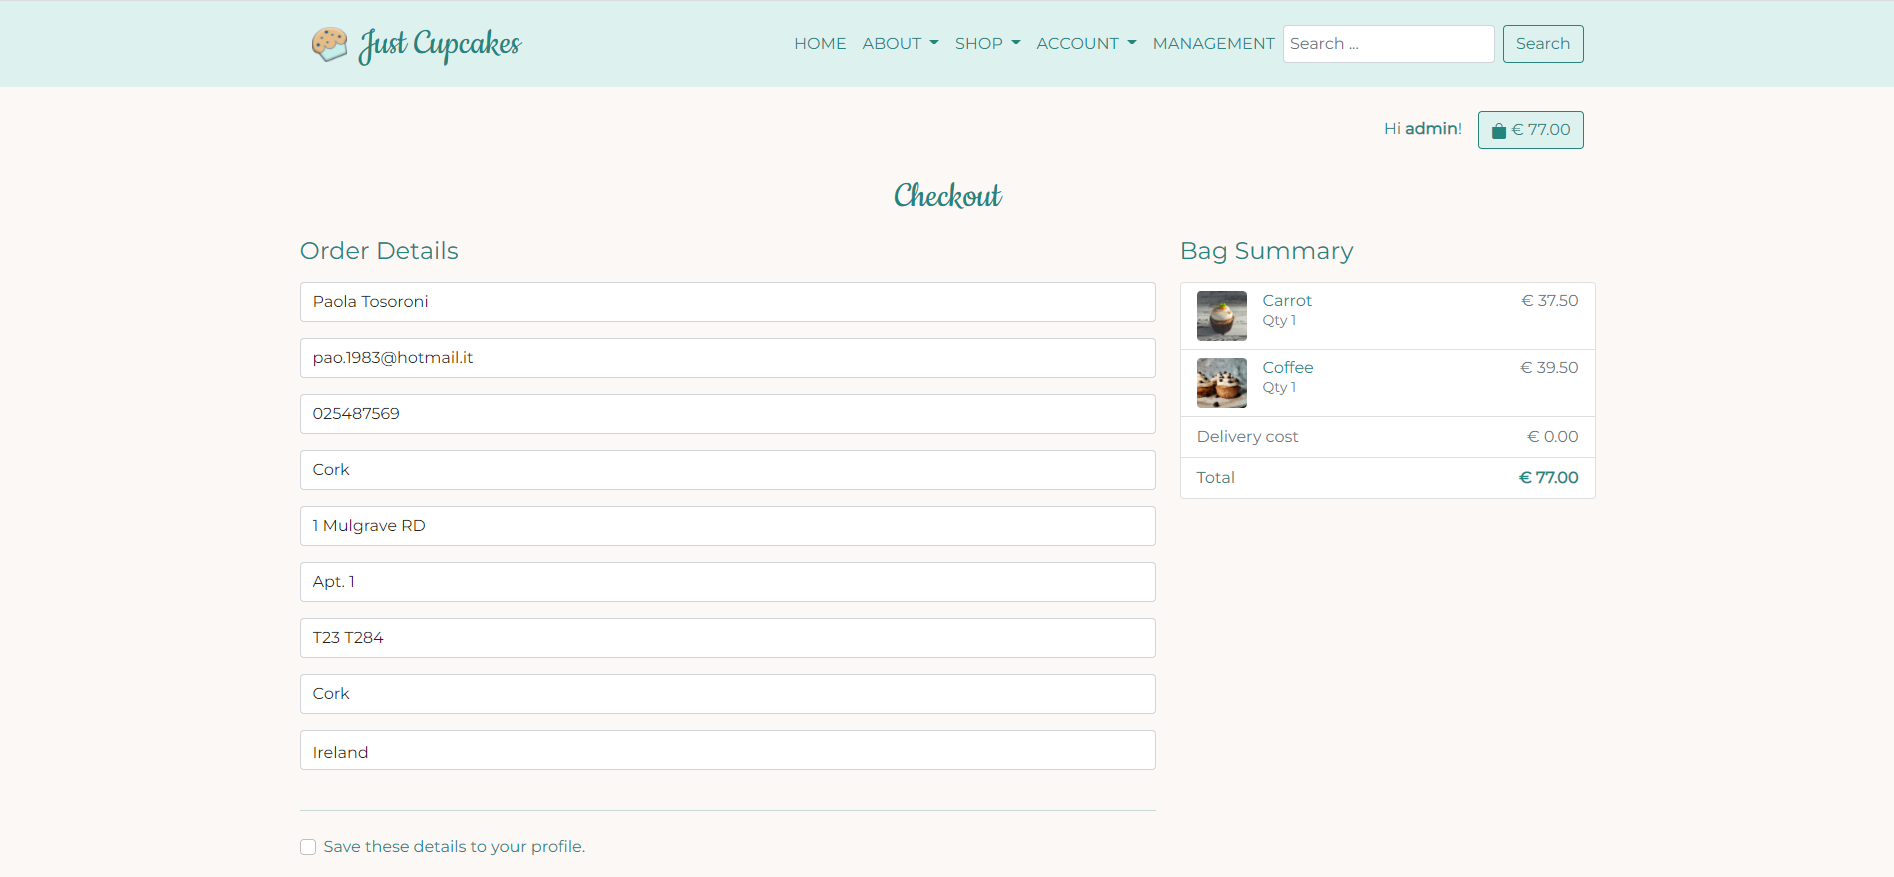 Just Cupcakes
HOME ABOUT SHOP ACCOUNT MANAGEMENT Search ... Search
Hi admin! € 77.00
Checkout
Order Details
Paola Tosoroni
pao.1983@hotmail.it
025487569
Cork
1 Mulgrave RD
Apt. 1
T23 T284
Cork
Ireland
Save these details to your profile.
Bag Summary
Carrot € 37.50
Qty 1
Coffee € 39.50
Qty 1
Delivery cost € 0.00
Total € 77.00